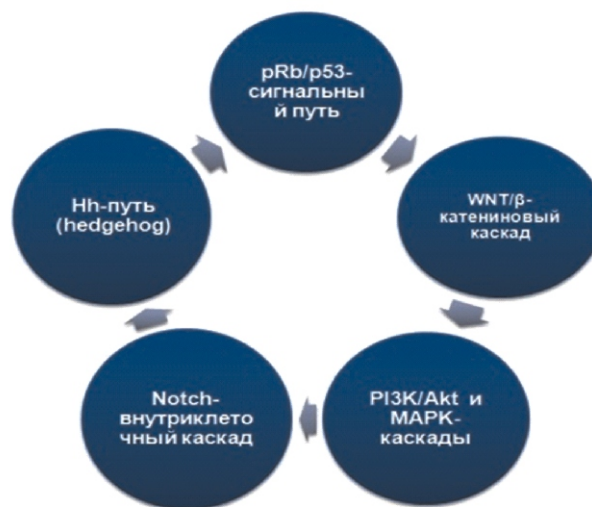 pRb/p53-
сигнальны
й путь
WNT/β-
катениновый
каскад
PI3K/Akt и
MAPK-
каскады
Notch-
внутриклето
чный каскад
Hh-путь
(hedgehog)